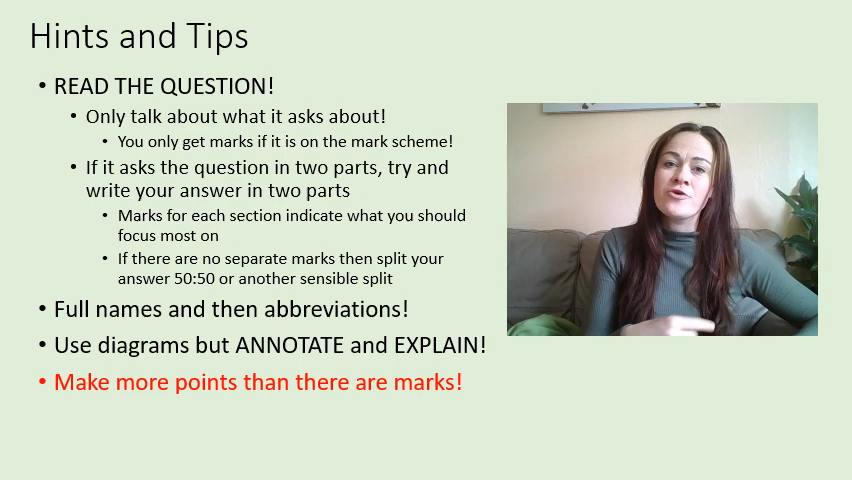 Hints and Tips
• READ THE QUESTION!
• Only talk about what it asks about!
• You only get marks if it is on the mark scheme!
• If it asks the question in two parts, try and
write your answer in two parts
• Marks for each section indicate what you should
focus most on
• If there are no separate marks then split your
answer 50:50 or another sensible split
• Full names and then abbreviations!
• Use diagrams but ANNOTATE and EXPLAIN!
• Make more points than there are marks!